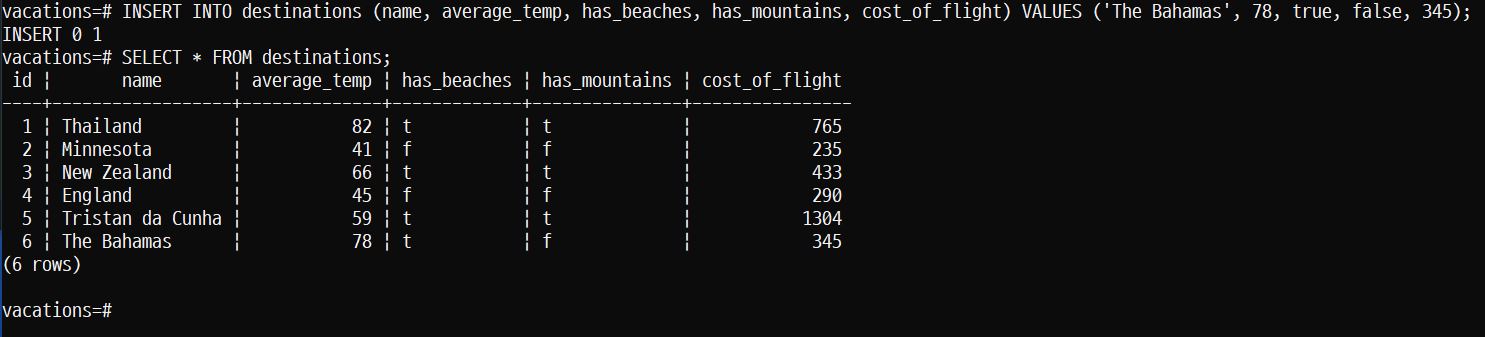 vacations=# INSERT INTO destinations (name, average_temp, has_beaches, has_mountains, cost_of_flight) VALUES ('The Bahamas', 78, true, false, 345);
INSERT 0 1
vacations=# SELECT * FROM destinations;
 id ¦       name        ¦ average_temp ¦ has_beaches ¦ has_mountains ¦ cost_of_flight
----+-------------------+--------------+-------------+---------------+----------------
  1 ¦ Thailand          ¦           82 ¦ t           ¦ t             ¦            765
  2 ¦ Minnesota         ¦           41 ¦ f           ¦ f             ¦            235
  3 ¦ New Zealand       ¦           66 ¦ t           ¦ t             ¦            433
  4 ¦ England           ¦           45 ¦ f           ¦ f             ¦            290
  5 ¦ Tristan da Cunha  ¦           59 ¦ t           ¦ t             ¦           1304
  6 ¦ The Bahamas       ¦           78 ¦ t           ¦ f             ¦            345
(6 rows)
vacations=#